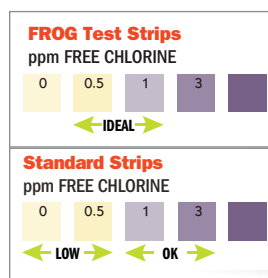 FROG Test Strips
ppm FREE CHLORINE
0 0.5 1 3
IDEAL
Standard Strips
ppm FREE CHLORINE
0 0.5 1 3
LOW OK